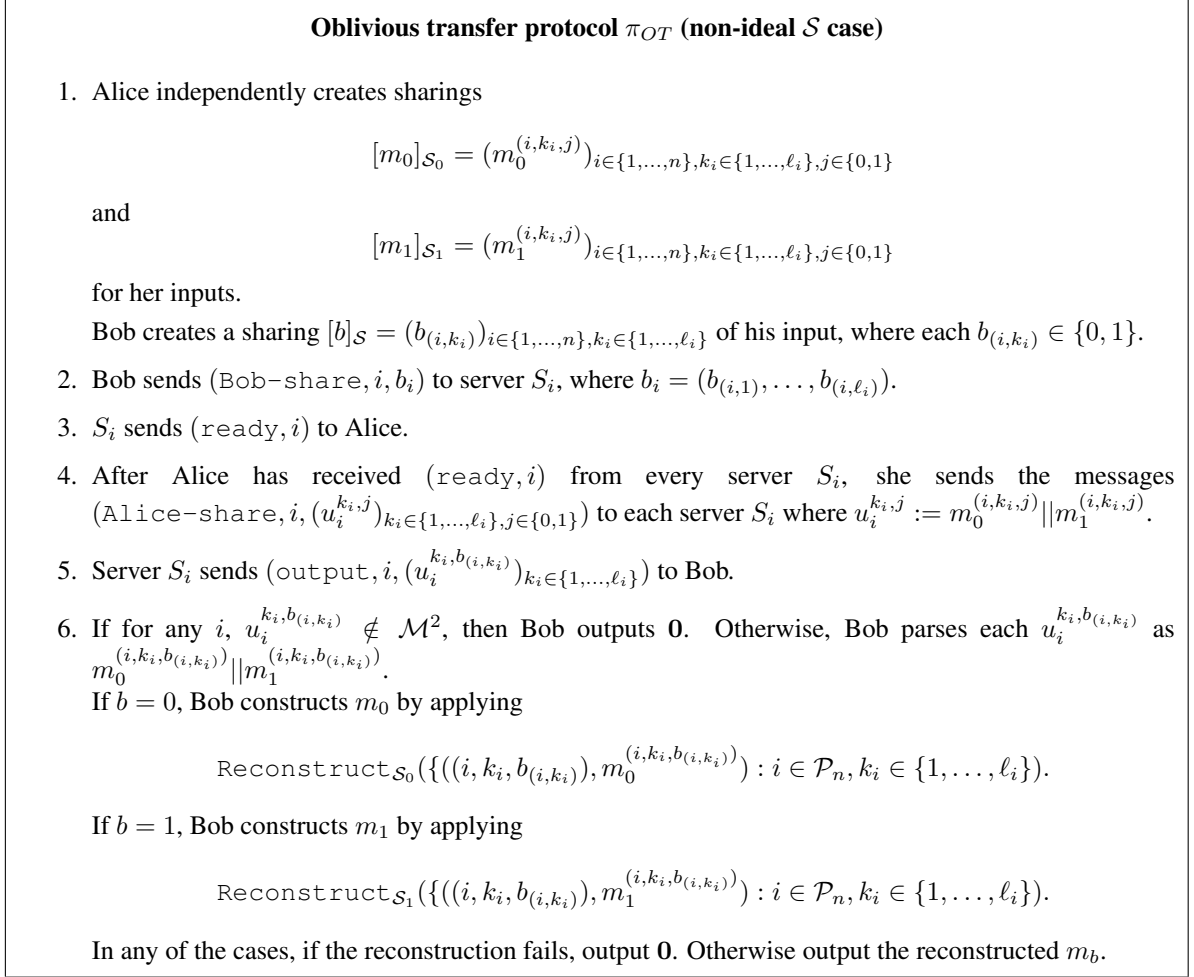 Oblivious transfer protocol π_{OT} (non-ideal 𝒮 case)
1. Alice independently creates sharings
[m_0]_{𝒮_0} = (m_0^{(i,k_i,j)})_{i∈{1,...,n},k_i∈{1,...,ℓ_i},j∈{0,1}}
and
[m_1]_{𝒮_1} = (m_1^{(i,k_i,j)})_{i∈{1,...,n},k_i∈{1,...,ℓ_i},j∈{0,1}}
for her inputs.
Bob creates a sharing [b]_𝒮 = (b_{(i,k_i)})_{i∈{1,...,n},k_i∈{1,...,ℓ_i}} of his input, where each b_{(i,k_i)} ∈ {0, 1}.
2. Bob sends (Bob-share, i, b_i) to server S_i, where b_i = (b_{(i,1)}, . . . , b_{(i,ℓ_i)}).
3. S_i sends (ready, i) to Alice.
4. After Alice has received (ready, i) from every server S_i, she sends the messages
(Alice-share, i, (u_i^{k_i,j})_{k_i∈{1,...,ℓ_i},j∈{0,1}}) to each server S_i where u_i^{k_i,j} := m_0^{(i,k_i,j)}||m_1^{(i,k_i,j)}.
5. Server S_i sends (output, i, (u_i^{k_i,b_{(i,k_i)}})_{k_i∈{1,...,ℓ_i}}) to Bob.
6. If for any i, u_i^{k_i,b_{(i,k_i)}} ∉ ℳ^2, then Bob outputs 0. Otherwise, Bob parses each u_i^{k_i,b_{(i,k_i)}} as
m_0^{(i,k_i,b_{(i,k_i)})}||m_1^{(i,k_i,b_{(i,k_i)})}.
If b = 0, Bob constructs m_0 by applying
Reconstruct_{𝒮_0}({((i, k_i, b_{(i,k_i)}), m_0^{(i,k_i,b_{(i,k_i)})}) : i ∈ 𝒫_n, k_i ∈ {1, . . . , ℓ_i}).
If b = 1, Bob constructs m_1 by applying
Reconstruct_{𝒮_1}({((i, k_i, b_{(i,k_i)}), m_1^{(i,k_i,b_{(i,k_i)})}) : i ∈ 𝒫_n, k_i ∈ {1, . . . , ℓ_i}).
In any of the cases, if the reconstruction fails, output 0. Otherwise output the reconstructed m_b.